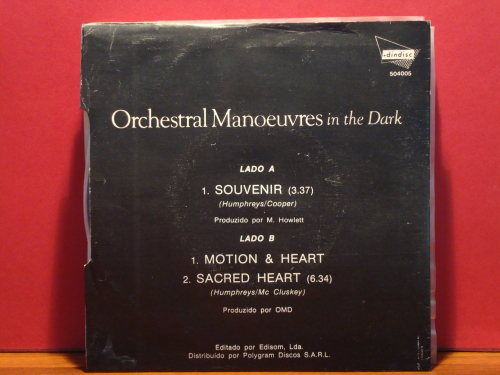 dindisc
504005
Orchestral Manoeuvres in the Dark
LADO A
1. SOUVENIR (3.37)
(Humphreys/Cooper)
Produzido por M. Howlett
LADO B
1. MOTION & HEART
2. SACRED HEART (6.34)
(Humphreys/Mc Cluskey)
Produzido por OMD
Editado por Edisom, Lda.
Distribuído por Polygram Discos S.A.R.L.